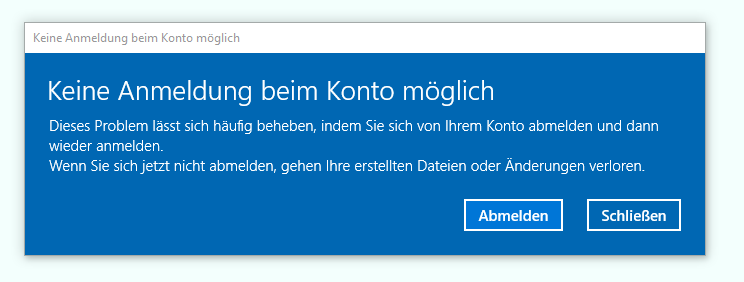 Keine Anmeldung beim Konto möglich
Keine Anmeldung beim Konto möglich
Dieses Problem lässt sich häufig beheben, indem Sie sich von Ihrem Konto abmelden und dann
wieder anmelden.
Wenn Sie sich jetzt nicht abmelden, gehen Ihre erstellten Dateien oder Änderungen verloren.
Abmelden
Schließen